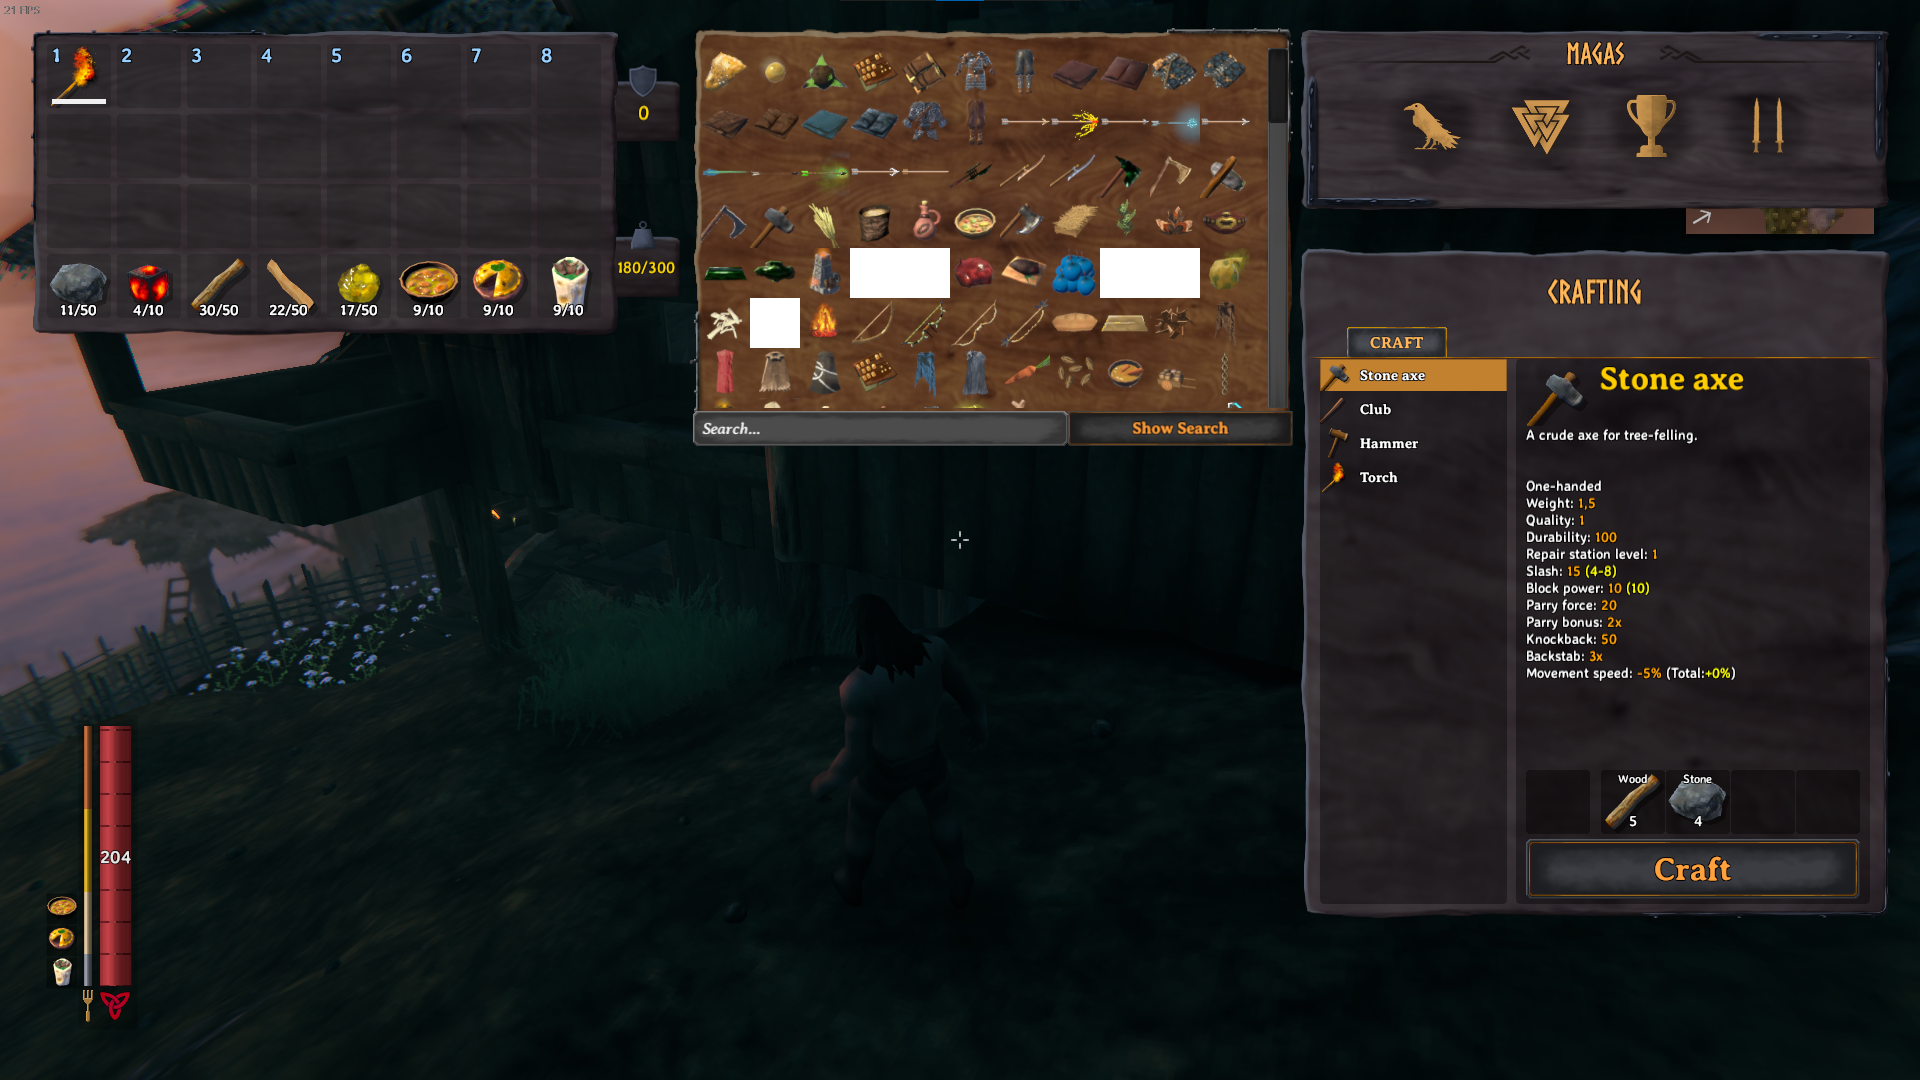 21 FPS
1 2 3 4 5 6 7 8
0
180/300
11/50 4/10 30/50 22/50 17/50 9/10 9/10 9/10
Search...
Show Search
MAGAS
CRAFTING
CRAFT
Stone axe
Club
Hammer
Torch
Stone axe
A crude axe for tree-felling.
One-handed
Weight: 1,5
Quality: 1
Durability: 100
Repair station level: 1
Slash: 15 (4-8)
Block power: 10 (10)
Parry force: 20
Parry bonus: 2x
Knockback: 50
Backstab: 3x
Movement speed: -5% (Total:+0%)
Wood Stone
5 4
Craft
204